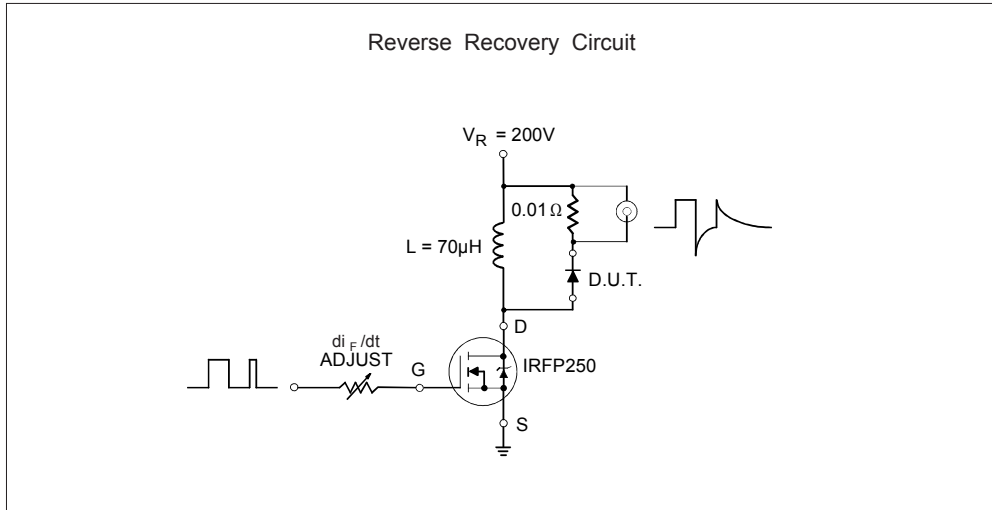 Reverse Recovery Circuit
V_R = 200V
0.01 Ω
L = 70µH
D.U.T.
D
di_F/dt
ADJUST
G
IRFP250
S